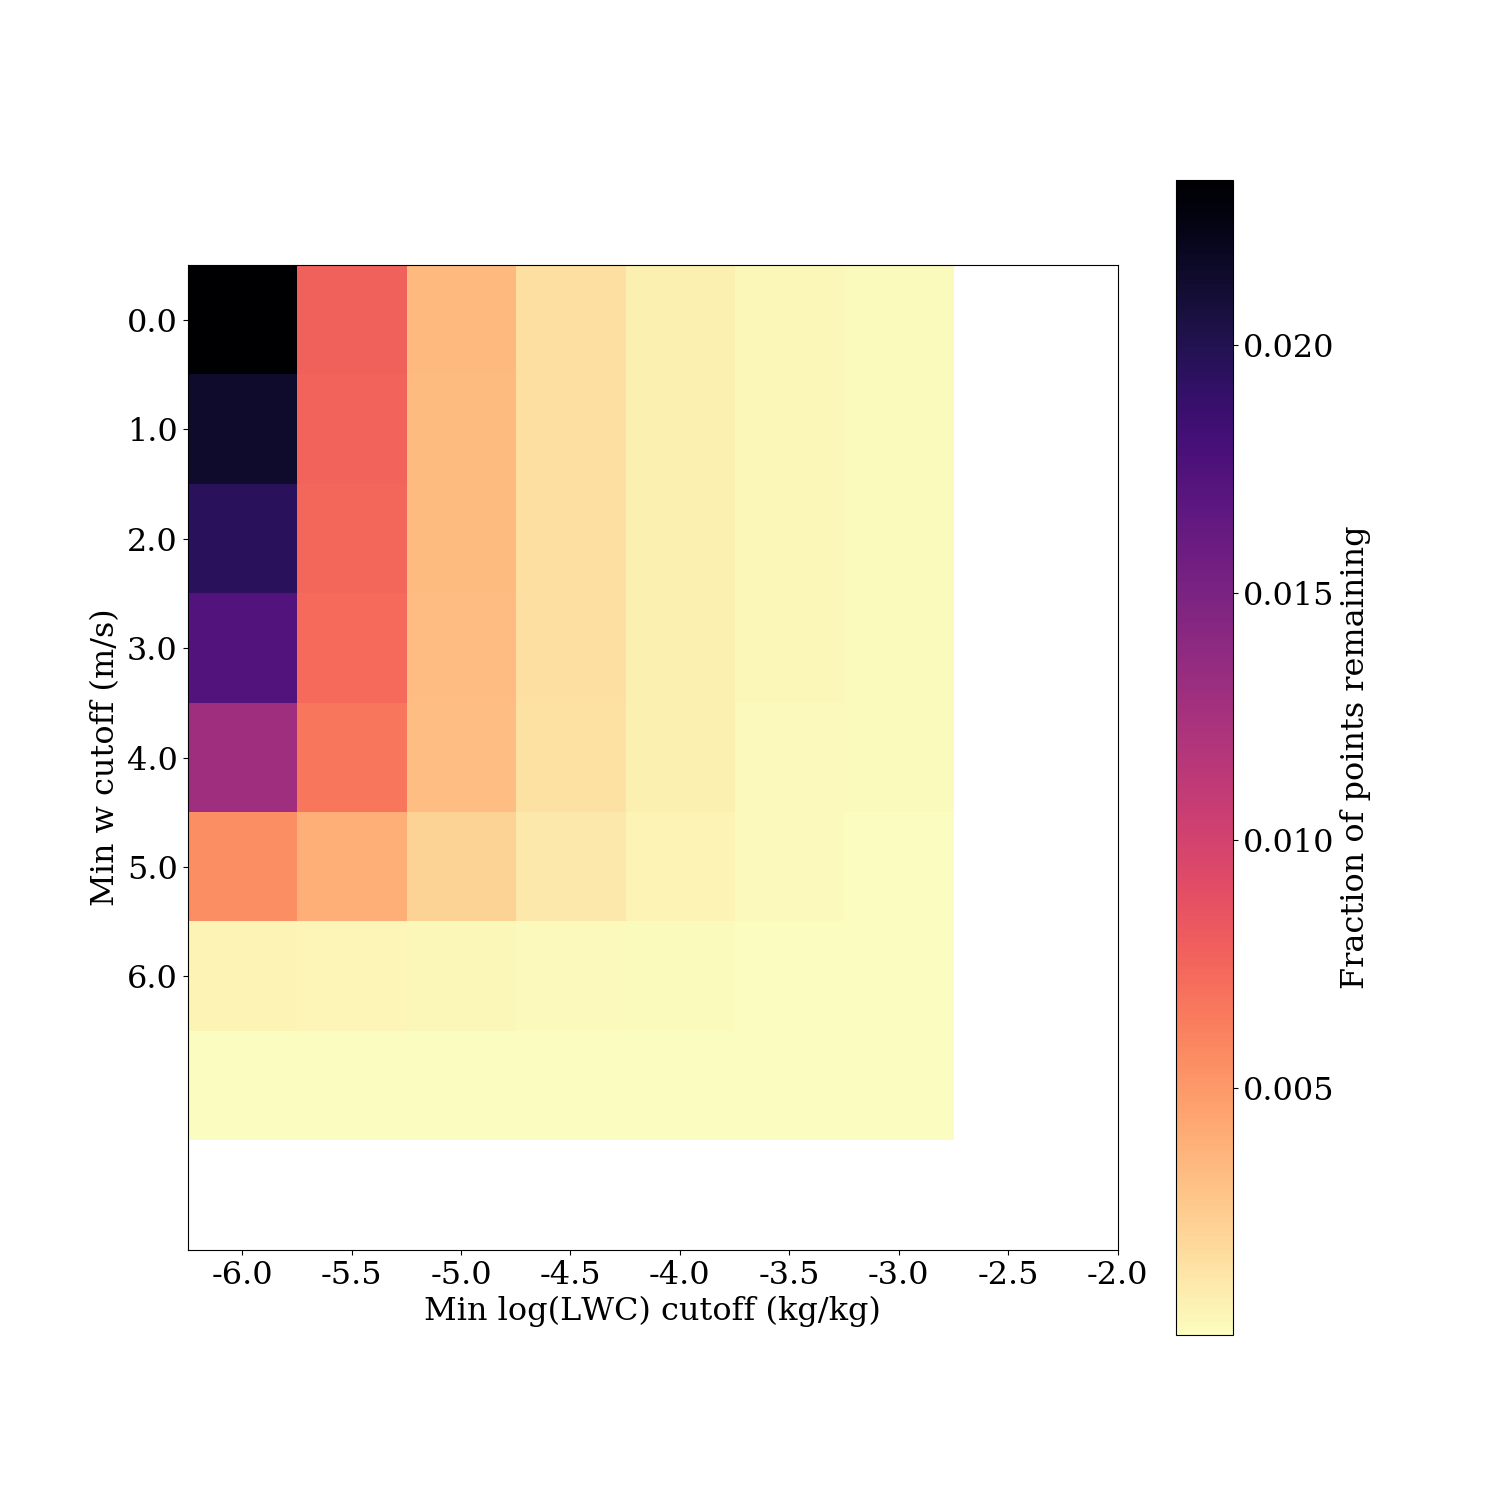 0.0
1.0
2.0
3.0
4.0
5.0
6.0
Min w cutoff (m/s)
-6.0 -5.5 -5.0 -4.5 -4.0 -3.5 -3.0 -2.5 -2.0
Min log(LWC) cutoff (kg/kg)
0.020
0.015
0.010
0.005
Fraction of points remaining